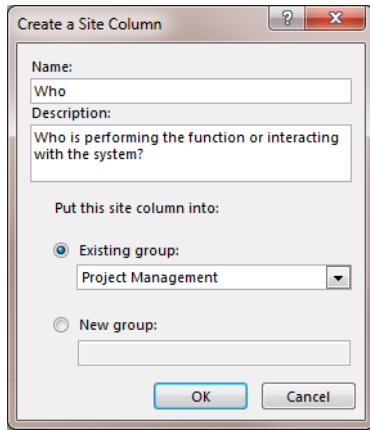 Create a Site Column
?
X
Name:
Who
Description:
Who is performing the function or interacting
with the system?
Put this site column into:
Existing group:
Project Management
New group:
OK Cancel